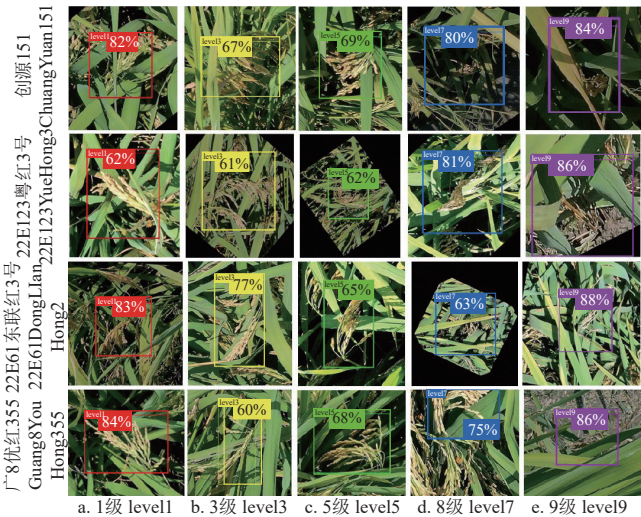 创源151
ChuangYuan151
level1 82%
level3 67%
level5 69%
level7 80%
level9 84%
22E123粤红3号
22E123YueHong3
level1 62%
level3 61%
level5 62%
level7 81%
level9 86%
22E61东联红3号
22E61DongLIan
Hong2
level1 83%
level3 77%
level5 65%
level7 63%
level9 88%
广8优红355
Guang8You
Hong355
level1 84%
level3 60%
level5 68%
level7 75%
level9 86%
a. 1级 level1 b. 3级 level3 c. 5级 level5 d. 8级 level7 e. 9级 level9